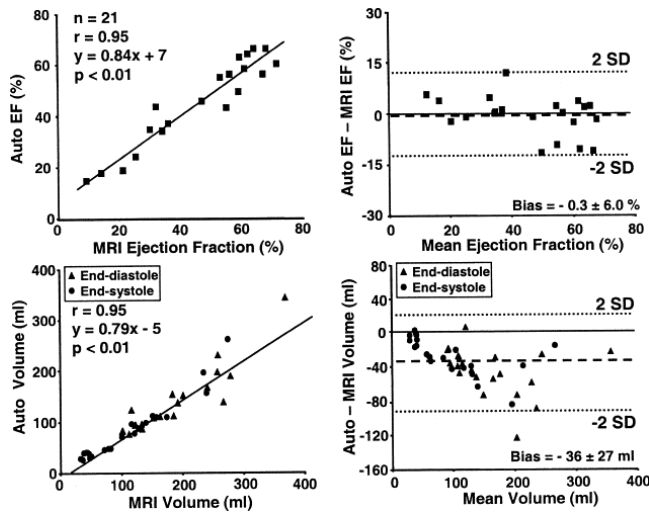 n = 21
r = 0.95
y = 0.84x + 7
p < 0.01
Auto EF (%)
80
60
40
20
0
0 20 40 60 80
MRI Ejection Fraction (%)
Auto EF – MRI EF (%)
30
15
0
-15
-30
2 SD
-2 SD
Bias = - 0.3 ± 6.0 %
0 20 40 60 80
Mean Ejection Fraction (%)
Auto Volume (ml)
400
300
200
100
0
End-diastole
End-systole
r = 0.95
y = 0.79x - 5
p < 0.01
0 100 200 300 400
MRI Volume (ml)
Auto – MRI Volume (ml)
80
40
0
-40
-80
-120
-160
End-diastole
End-systole
2 SD
-2 SD
Bias = - 36 ± 27 ml
0 100 200 300 400
Mean Volume (ml)